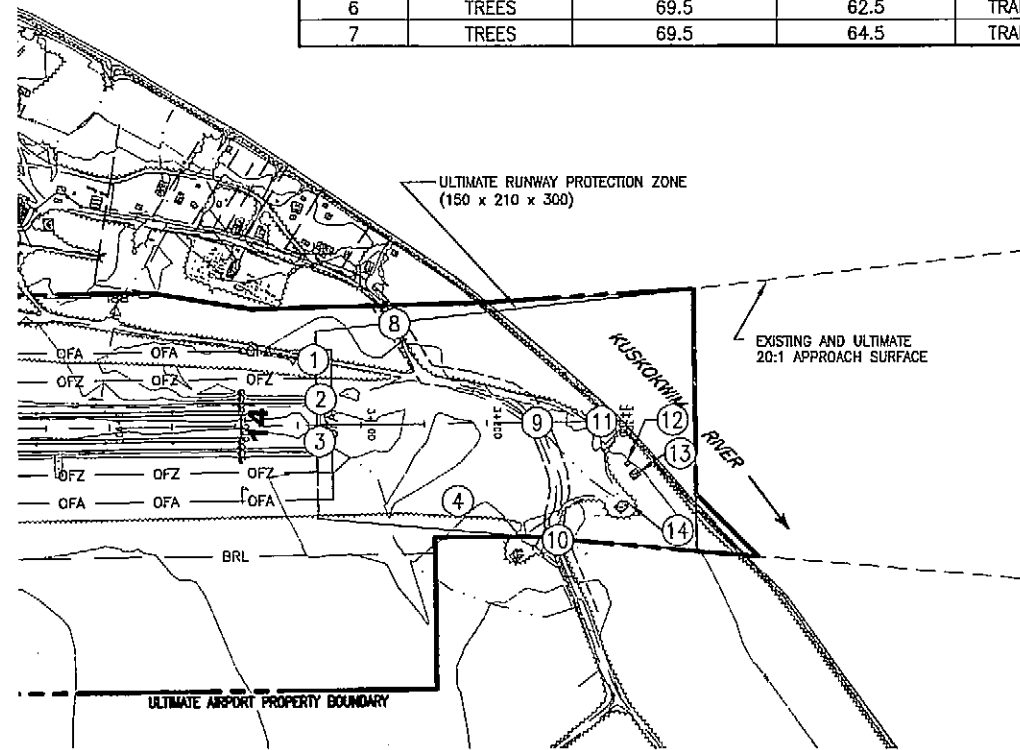 6 TREES 69.5 62.5
7 TREES 69.5 64.5
ULTIMATE RUNWAY PROTECTION ZONE
(150 x 210 x 300)
EXISTING AND ULTIMATE
20:1 APPROACH SURFACE
8
OFA OFA OFA
1
OFZ OFZ OFZ
2
14
3
9
11
12
KUSKOKWIM
RIVER
13
OFZ OFZ OFZ
OFA OFA OFA
4
14
10
BRL
ULTIMATE AIRPORT PROPERTY BOUNDARY